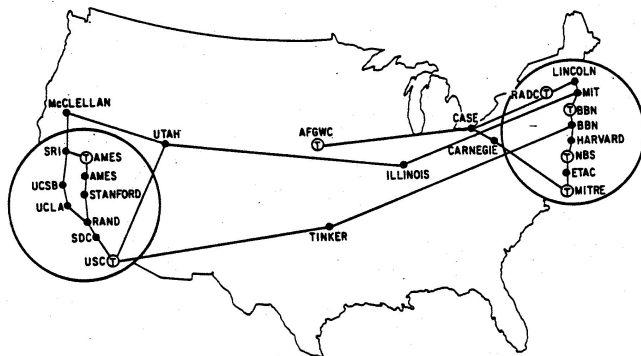 LINCOLN
RADC T
MIT
McCLELLAN
T BBN
CASE
BBN
UTAH
AFGWC
T
HARVARD
CARNEGIE
SRI
T AMES
T NBS
ILLINOIS
AMES
ETAC
UCSB
STANFORD
T MITRE
UCLA
RAND
SDC
TINKER
USC T